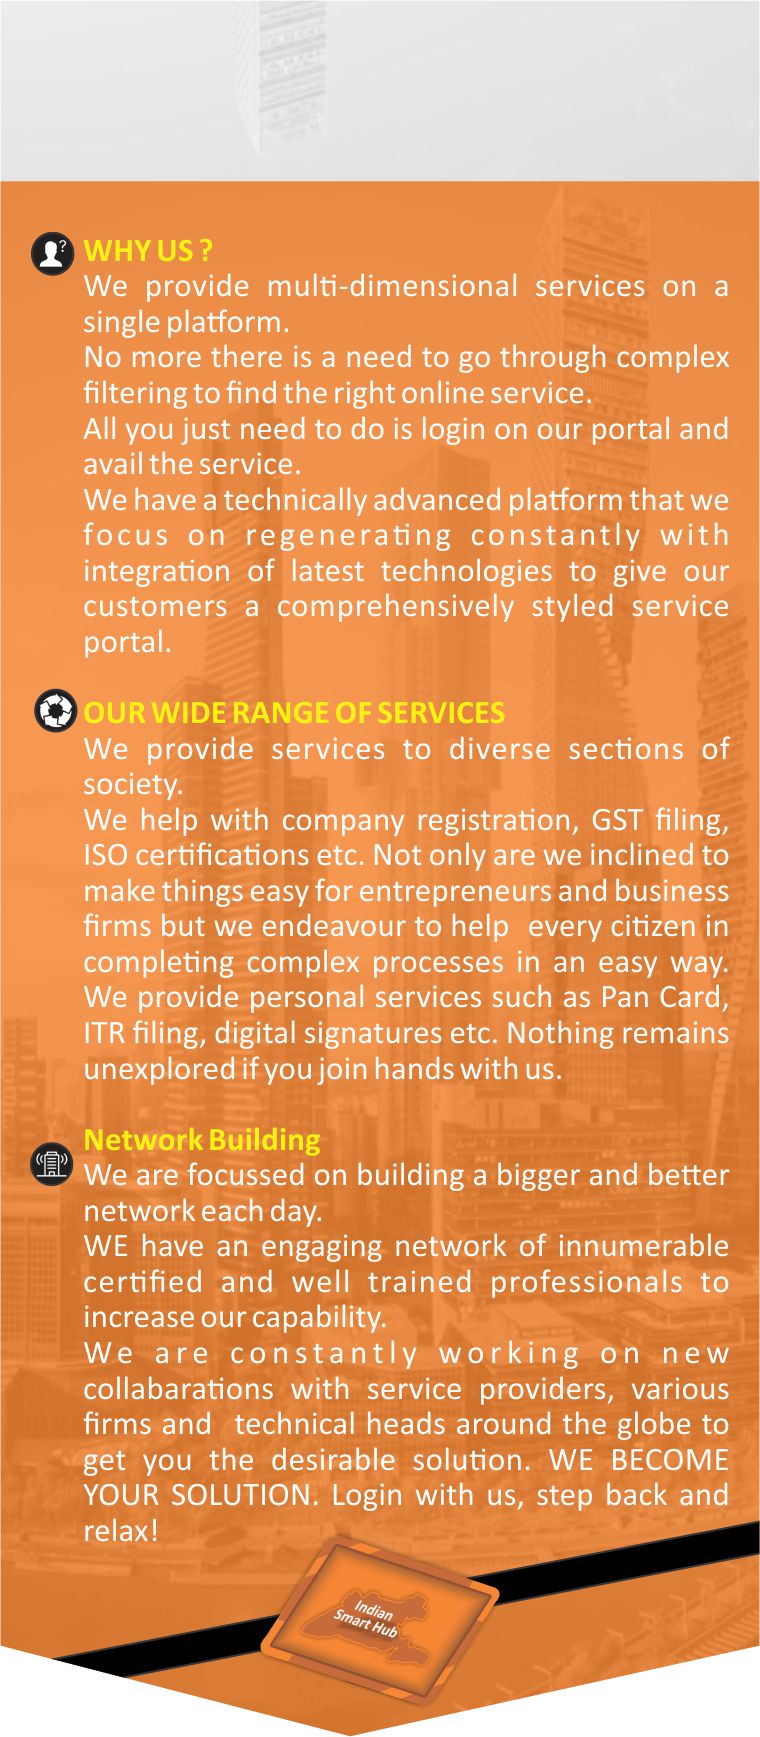 WHY US ?
We provide multi-dimensional services on a
single platform.
No more there is a need to go through complex
filtering to find the right online service.
All you just need to do is login on our portal and
avail the service.
We have a technically advanced platform that we
focus on regenerating constantly with
integration of latest technologies to give our
customers a comprehensively styled service
portal.
OUR WIDE RANGE OF SERVICES
We provide services to diverse sections of
society.
We help with company registration, GST filing,
ISO certifications etc. Not only are we inclined to
make things easy for entrepreneurs and business
firms but we endeavour to help every citizen in
completing complex processes in an easy way.
We provide personal services such as Pan Card,
ITR filing, digital signatures etc. Nothing remains
unexplored if you join hands with us.
Network Building
We are focussed on building a bigger and better
network each day.
WE have an engaging network of innumerable
certified and well trained professionals to
increase our capability.
We are constantly working on new
collabarations with service providers, various
firms and technical heads around the globe to
get you the desirable solution. WE BECOME
YOUR SOLUTION. Login with us, step back and
relax!
Indian
Smart Hub